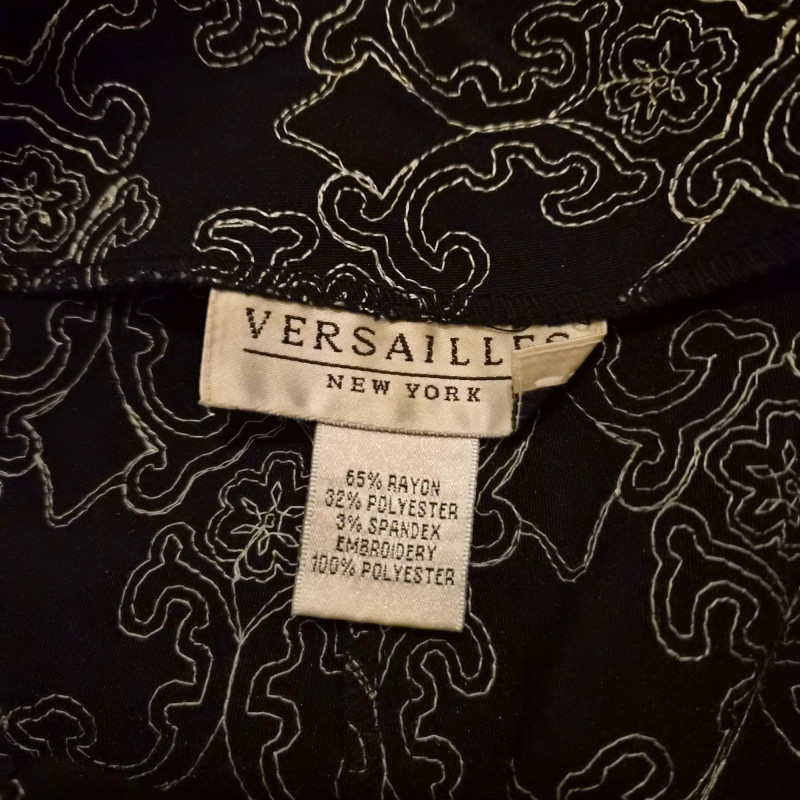 VERSAILLES
NEW YORK
65% RAYON
32% POLYESTER
3% SPANDEX
EMBROIDERY
100% POLYESTER